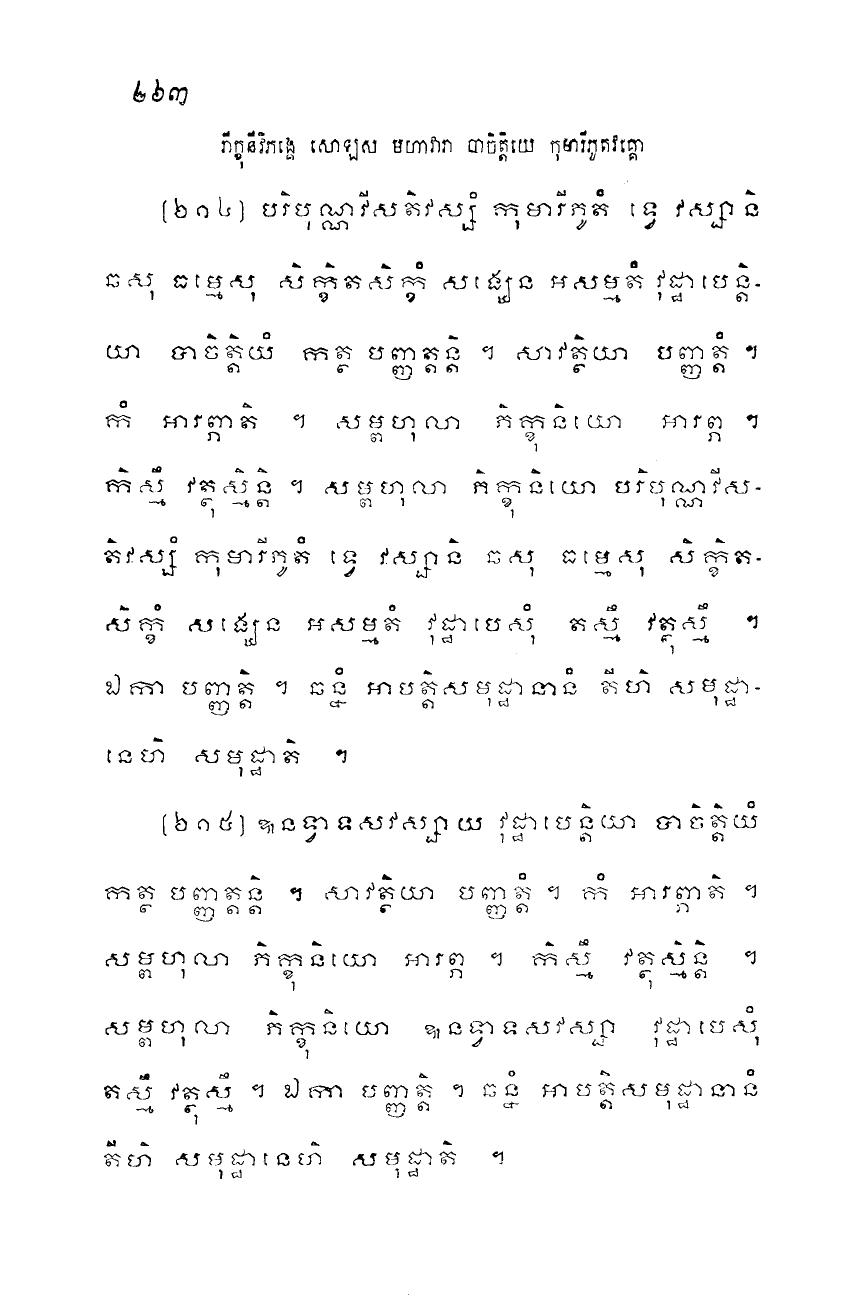 ២៦៣
ភិក្ខុនីវិភង្គេ សោឡស មហាវារា បាចិត្តិយេ កុមារីភូតវគ្គោ
(២១៤) បរិបុណ្ណវីសតិវស្សំ កុមារីភូតំ ទ្វេ វស្សានិ
ឆសុ ធម្មេសុ សិក្ខិតសិក្ខំ សង្ឃេន អសម្មតំ វុដ្ឋាបេន្តិ-
យា បាចិត្តិយំ កត្ថ បញ្ញត្តន្តិ ។ សាវត្ថិយា បញ្ញត្តំ ។
កំ អារព្ភាតិ ។ សម្ពហុលា ភិក្ខុនិយោ អារព្ភ ។
កិស្មឹ វត្ថុស្មិន្តិ ។ សម្ពហុលា ភិក្ខុនិយោ បរិបុណ្ណវីស-
តិវស្សំ កុមារីភូតំ ទ្វេ វស្សានិ ឆសុ ធម្មេសុ សិក្ខិត-
សិក្ខំ សង្ឃេន អសម្មតំ វុដ្ឋាបេសុំ តស្មឹ វត្ថុស្មឹ ។
ឯកា បញ្ញត្តិ ។ ឆន្នំ អាបត្តិសមុដ្ឋានានំ តីហិ សមុដ្ឋា-
នេហិ សមុដ្ឋាតិ ។
(២១៥) ឩនទ្វាទសវស្សាយ វុដ្ឋាបេន្តិយា បាចិត្តិយំ
កត្ថ បញ្ញត្តន្តិ ។ សាវត្ថិយា បញ្ញត្តំ ។ កំ អារព្ភាតិ ។
សម្ពហុលា ភិក្ខុនិយោ អារព្ភ ។ កិស្មឹ វត្ថុស្មិន្តិ ។
សម្ពហុលា ភិក្ខុនិយោ ឩនទ្វាទសវស្សា វុដ្ឋាបេសុំ
តស្មឹ វត្ថុស្មឹ ។ ឯកា បញ្ញត្តិ ។ ឆន្នំ អាបត្តិសមុដ្ឋានានំ
តីហិ សមុដ្ឋានេហិ សមុដ្ឋាតិ ។